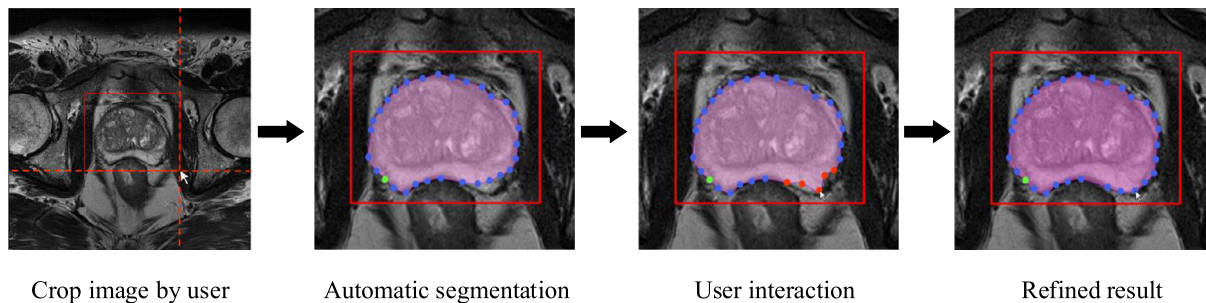 Crop image by user
Automatic segmentation
User interaction
Refined result